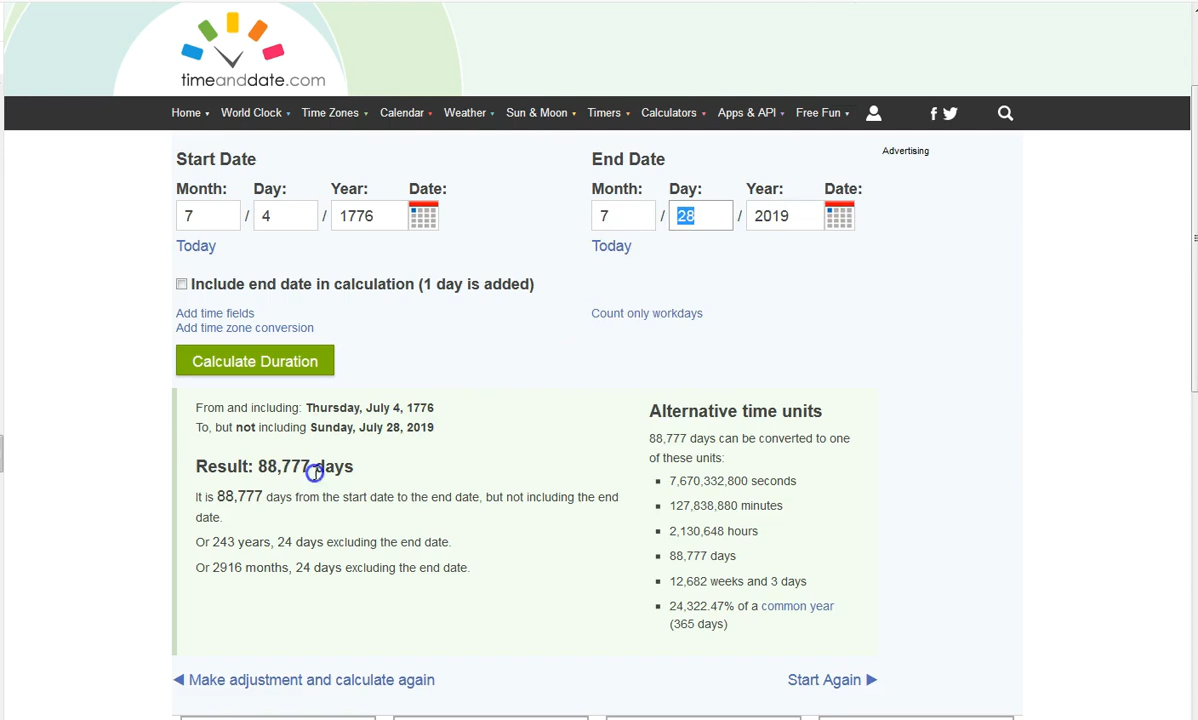 timeanddate.com
Home World Clock Time Zones Calendar Weather Sun & Moon Timers Calculators Apps & API Free Fun
Start Date
Month: Day: Year: Date:
7 / 4 / 1776
Today
End Date
Month: Day: Year: Date:
7 / 28 / 2019
Today
Advertising
Include end date in calculation (1 day is added)
Add time fields
Add time zone conversion
Count only workdays
Calculate Duration
From and including: Thursday, July 4, 1776
To, but not including Sunday, July 28, 2019
Result: 88,777 days
It is 88,777 days from the start date to the end date, but not including the end
date.
Or 243 years, 24 days excluding the end date.
Or 2916 months, 24 days excluding the end date.
Alternative time units
88,777 days can be converted to one
of these units:
7,670,332,800 seconds
127,838,880 minutes
2,130,648 hours
88,777 days
12,682 weeks and 3 days
24,322.47% of a common year
(365 days)
Make adjustment and calculate again
Start Again